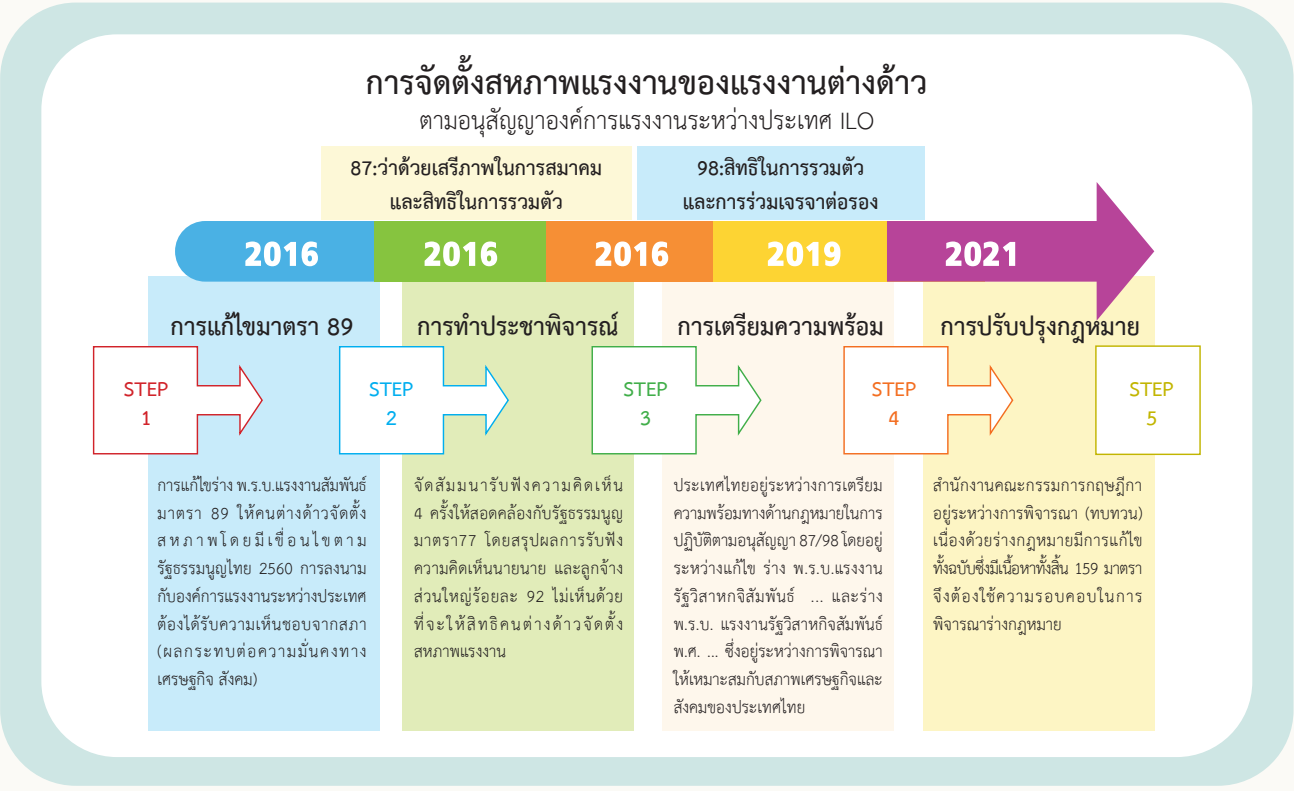 การจัดตั้งสหภาพแรงงานของแรงงานต่างด้าว
ตามอนุสัญญาองค์การแรงงานระหว่างประเทศ ILO
87:ว่าด้วยเสรีภาพในการสมาคม
และสิทธิในการรวมตัว
98:สิทธิในการรวมตัว
และการร่วมเจรจาต่อรอง
2016
2016
2016
2019
2021
การแก้ไขมาตรา 89
การทำประชาพิจารณ์
การเตรียมความพร้อม
การปรับปรุงกฎหมาย
STEP
1
STEP
2
STEP
3
STEP
4
STEP
5
การแก้ไขร่าง พ.ร.บ.แรงงานสัมพันธ์
มาตรา 89 ให้คนต่างด้าวจัดตั้ง
สหภาพโดยมีเขื่อนไขตาม
รัฐธรรมนูญไทย 2560 การลงนาม
กับองค์การแรงงานระหว่างประเทศ
ต้องได้รับความเห็นชอบจากสภา
(ผลกระทบต่อความมั่นคงทาง
เศรษฐกิจ สังคม)
จัดสัมมนารับฟังความคิดเห็น
4 ครั้งให้สอดคล้องกับรัฐธรรมนูญ
มาตรา77 โดยสรุปผลการรับฟัง
ความคิดเห็นนายนาย และลูกจ้าง
ส่วนใหญ่ร้อยละ 92 ไม่เห็นด้วย
ที่จะให้สิทธิคนต่างด้าวจัดตั้ง
สหภาพแรงงาน
ประเทศไทยอยู่ระหว่างการเตรียม
ความพร้อมทางด้านกฎหมายในการ
ปฏิบัติตามอนุสัญญา 87/98 โดยอยู่
ระหว่างแก้ไข ร่าง พ.ร.บ.แรงงาน
รัฐวิสาหกจิสัมพันธ์ ... และร่าง
พ.ร.บ. แรงงานรัฐวิสาหกิจสัมพันธ์
พ.ศ. ... ซึ่งอยู่ระหว่างการพิจารณา
ให้เหมาะสมกับสภาพเศรษฐกิจและ
สังคมของประเทศไทย
สำนักงานคณะกรรมการกฤษฎีกา
อยู่ระหว่างการพิจารณา (ทบทวน)
เนื่องด้วยร่างกฎหมายมีการแก้ไข
ทั้งฉบับซึ่งมีเนื้อหาทั้งสิ้น 159 มาตรา
จึงต้องใช้ความรอบคอบในการ
พิจารณาร่างกฎหมาย